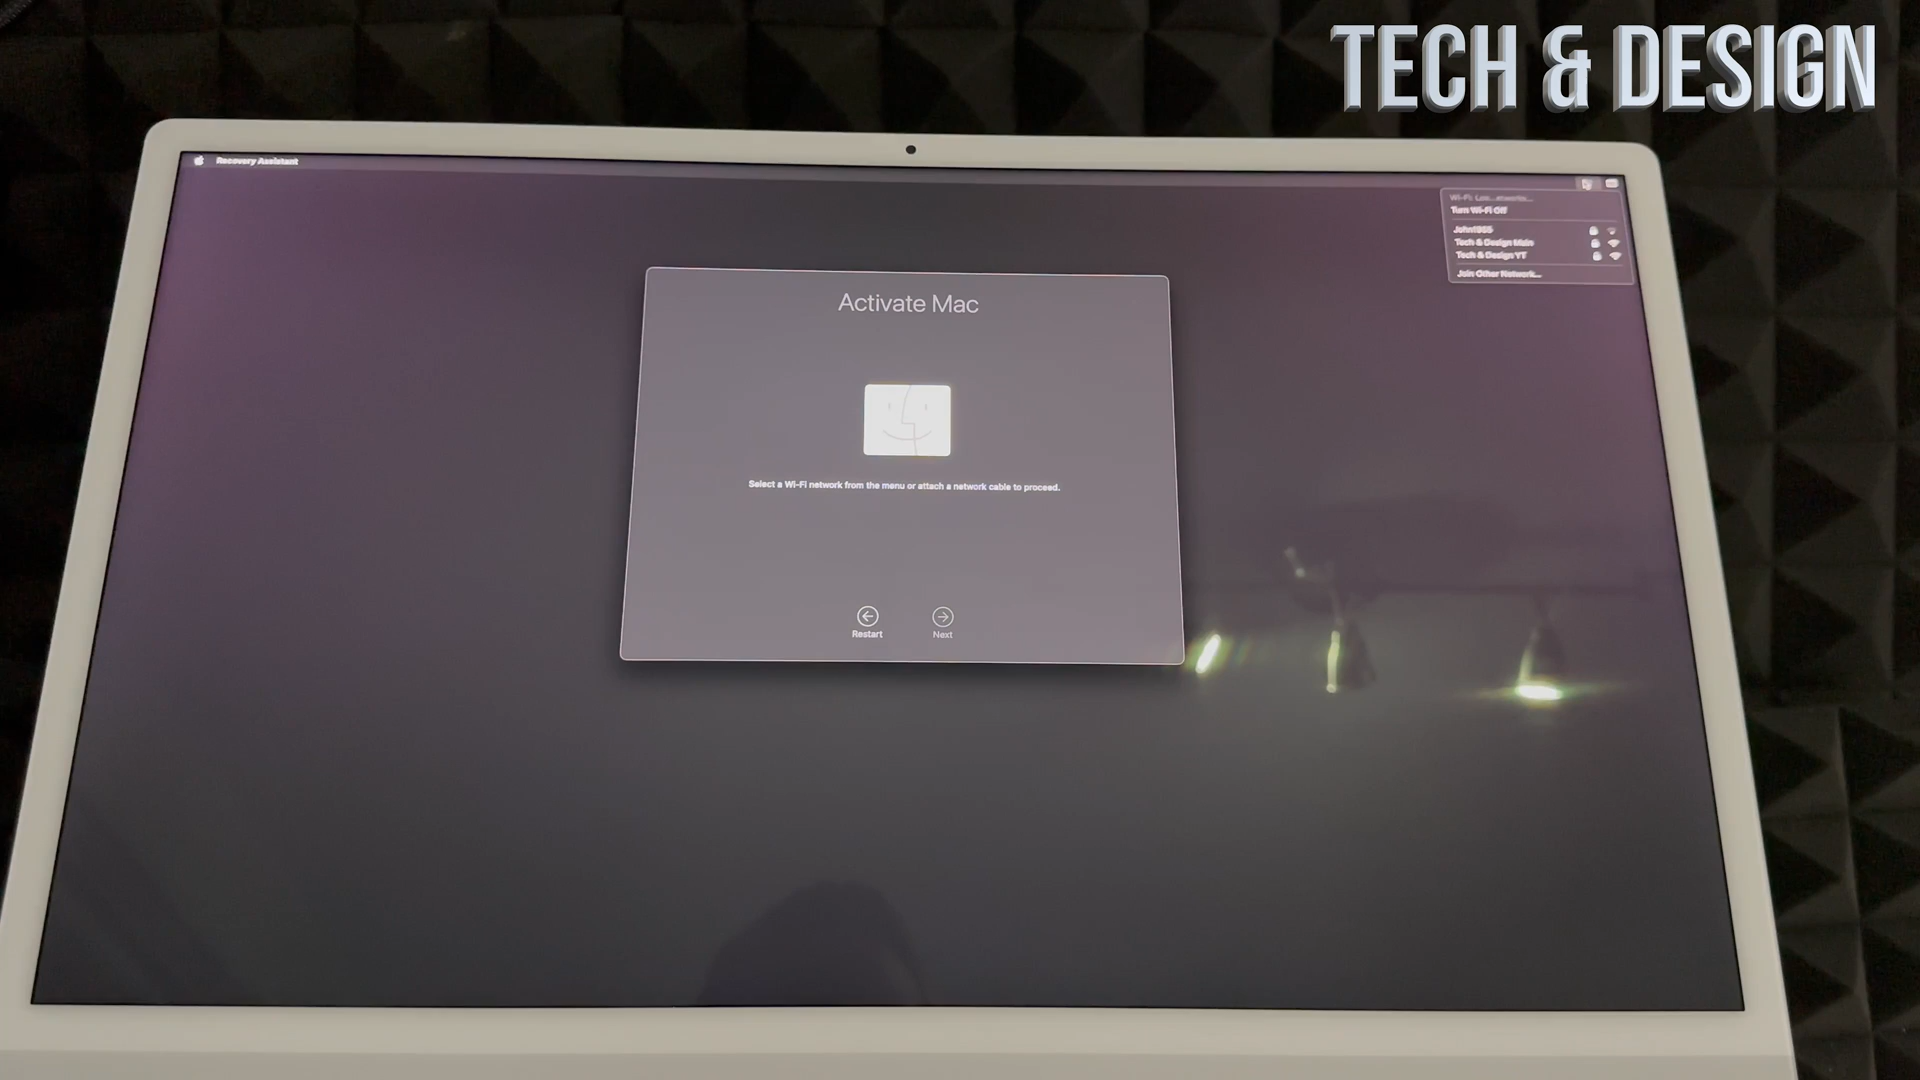 TECH & DESIGN
Recovery Assistant
Turn Wi-Fi Off
John1985
Tech & Design Main
Tech & Design YT
Join Other Network...
Activate Mac
Select a Wi-Fi network from the menu or attach a network cable to proceed.
Restart
Next